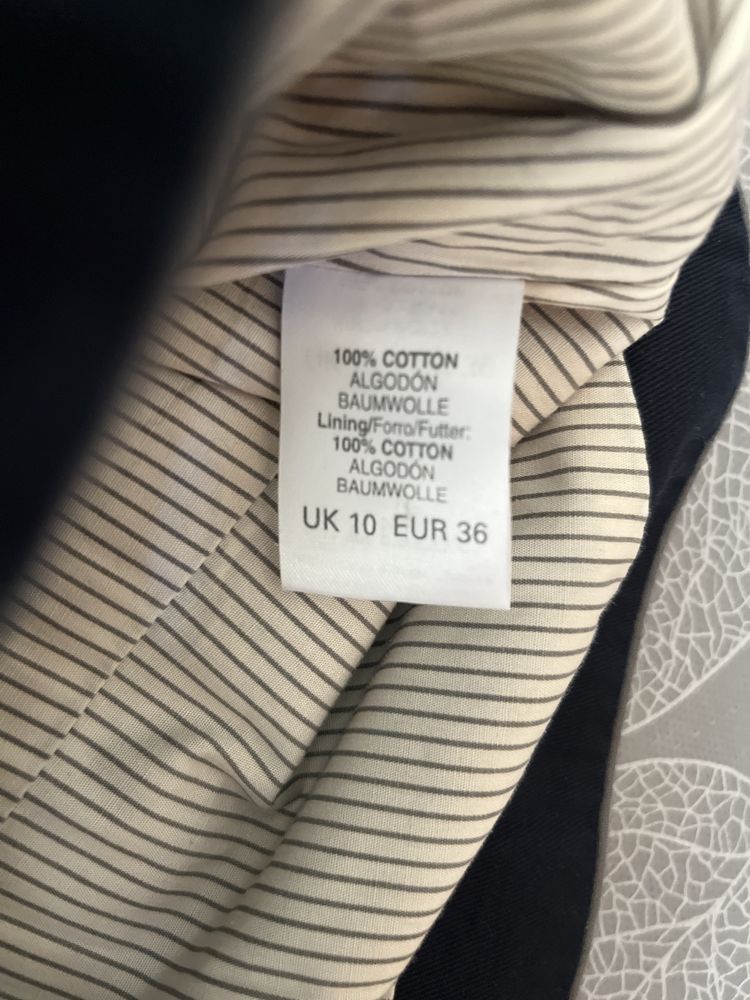 100% COTTON
ALGODÓN
BAUMWOLLE
Lining/Forro/Futter:
100% COTTON
ALGODÓN
BAUMWOLLE
UK 10 EUR 36